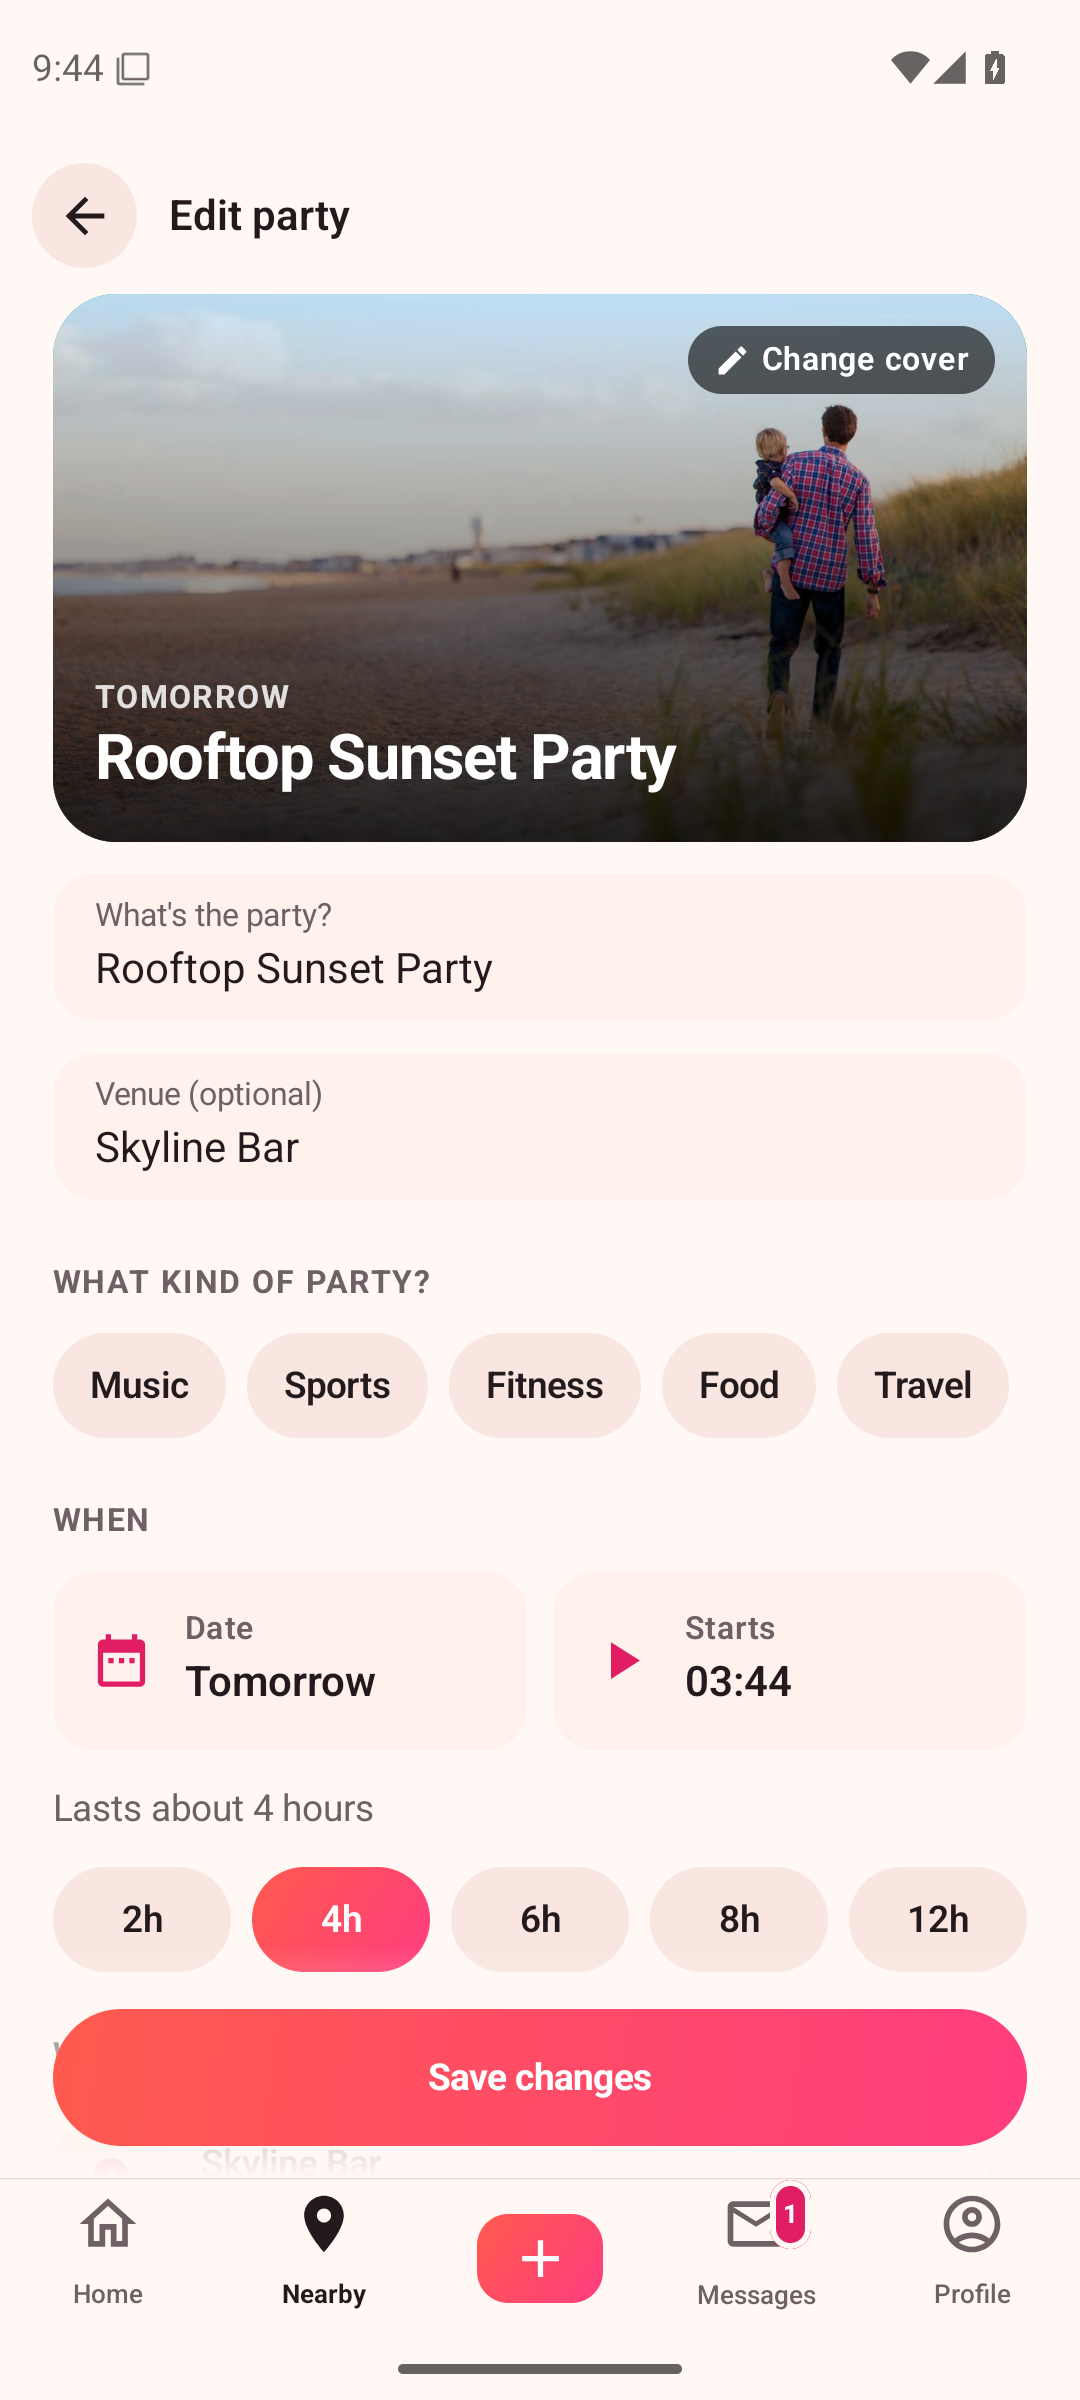 9:44
Edit party
Change cover
TOMORROW
Rooftop Sunset Party
What's the party?
Rooftop Sunset Party
Venue (optional)
Skyline Bar
WHAT KIND OF PARTY?
Music Sports Fitness Food Travel
WHEN
Date
Tomorrow
Starts
03:44
Lasts about 4 hours
2h 4h 6h 8h 12h
Save changes
Skyline Bar
1
Home Nearby Messages Profile